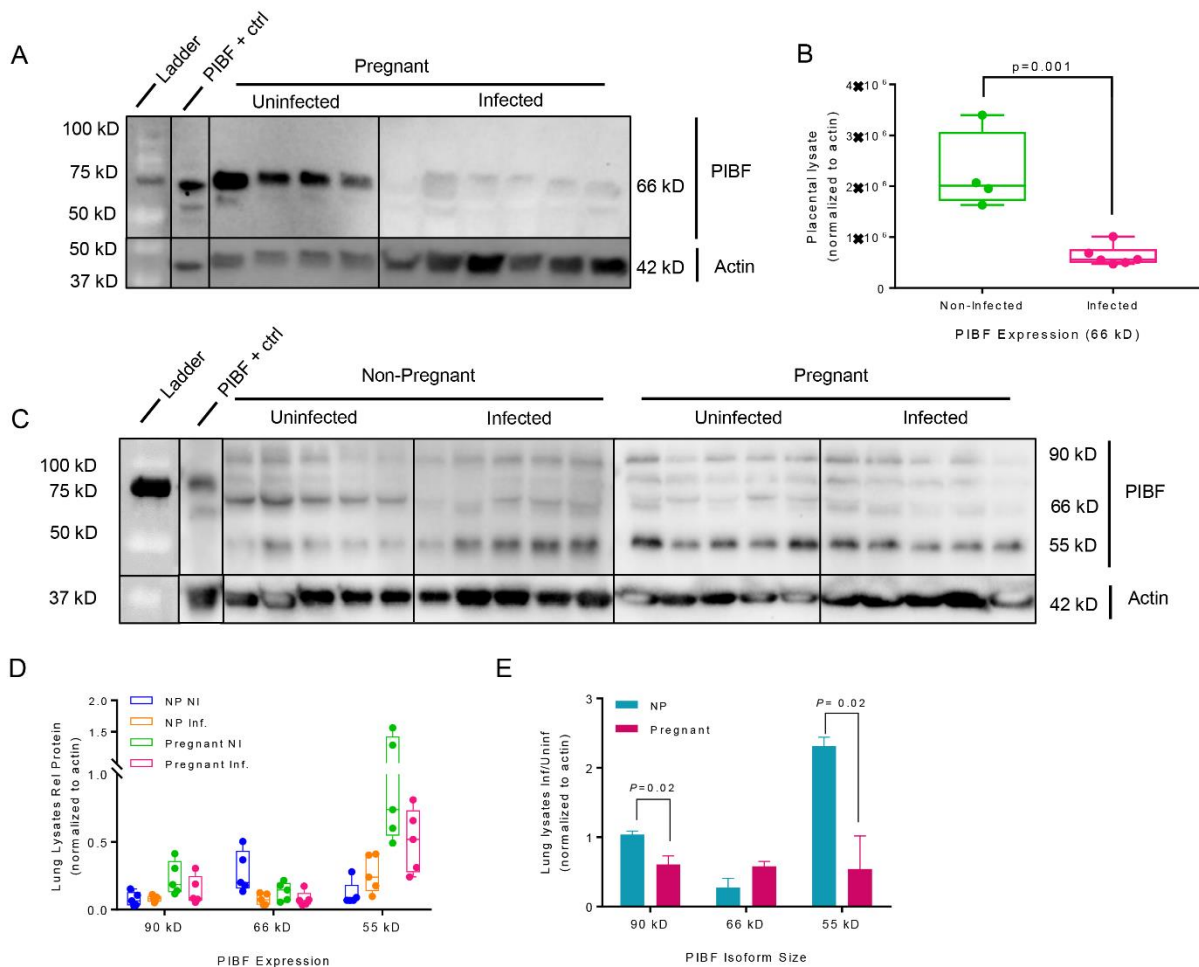 A
Ladder
PIBF + ctrl
Pregnant
Uninfected
Infected
100 kD
75 kD
50 kD
50 kD
37 kD
66 kD
42 kD
PIBF
Actin
B
p=0.001
4✖10⁶
3✖10⁶
2✖10⁶
1✖10⁶
0
Placental lysate
(normalized to actin)
Non-Infected
Infected
PIBF Expression (66 kD)
C
Ladder
PIBF + ctrl
Non-Pregnant
Pregnant
Uninfected
Infected
Uninfected
Infected
100 kD
75 kD
50 kD
37 kD
90 kD
66 kD
55 kD
42 kD
PIBF
Actin
D
NP NI
NP Inf.
Pregnant NI
Pregnant Inf.
2.0
1.5
1.0
0.5
0.0
Lung Lysates Rel Protein
(normalized to actin)
90 kD
66 kD
55 kD
PIBF Expression
E
NP
Pregnant
P= 0.02
P=0.02
3
2
1
0
Lung lysates Inf/Uninf
(normalized to actin)
90 kD
66 kD
55 kD
PIBF Isoform Size